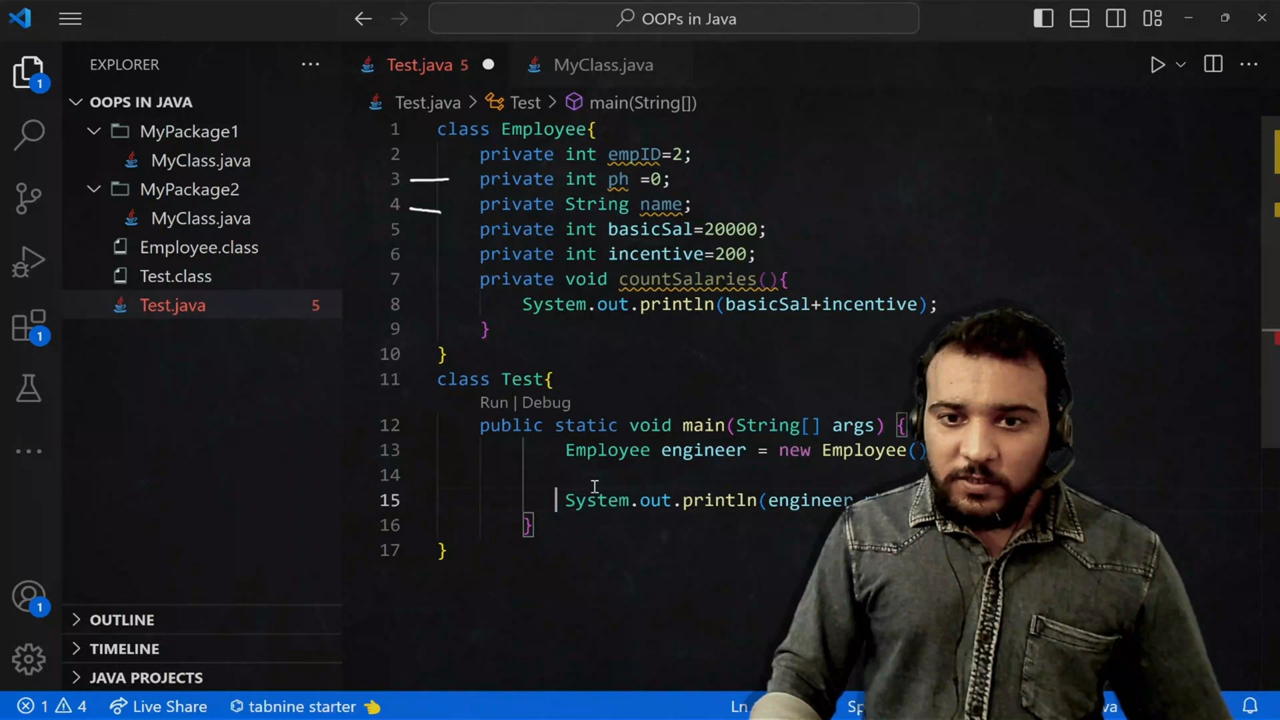 OOPs in Java
1
EXPLORER
Test.java 5
MyClass.java
OOPS IN JAVA
Test.java > Test > main(String[])
MyPackage1
MyClass.java
MyPackage2
MyClass.java
Employee.class
Test.class
Test.java 5
1 class Employee{
2 private int empID=2;
3 private int ph =0;
4 private String name;
5 private int basicSal=20000;
6 private int incentive=200;
7 private void countSalaries(){
8 System.out.println(basicSal+incentive);
9 }
10 }
11 class Test{
Run | Debug
12 public static void main(String[] args) {
13 Employee engineer = new Employee()
14
15 System.out.println(engineer
16 }
17 }
1
1
OUTLINE
TIMELINE
JAVA PROJECTS
1 4 Live Share tabnine starter 👈 Ln